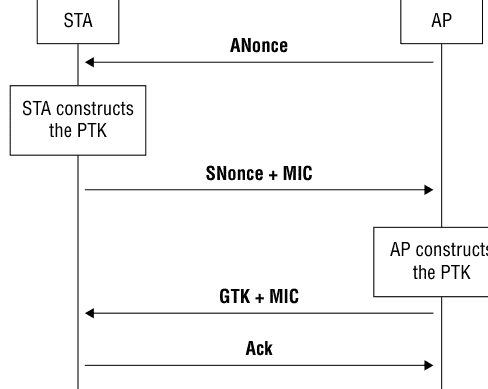 STA
AP
ANonce
STA constructs
the PTK
SNonce + MIC
AP constructs
the PTK
GTK + MIC
Ack